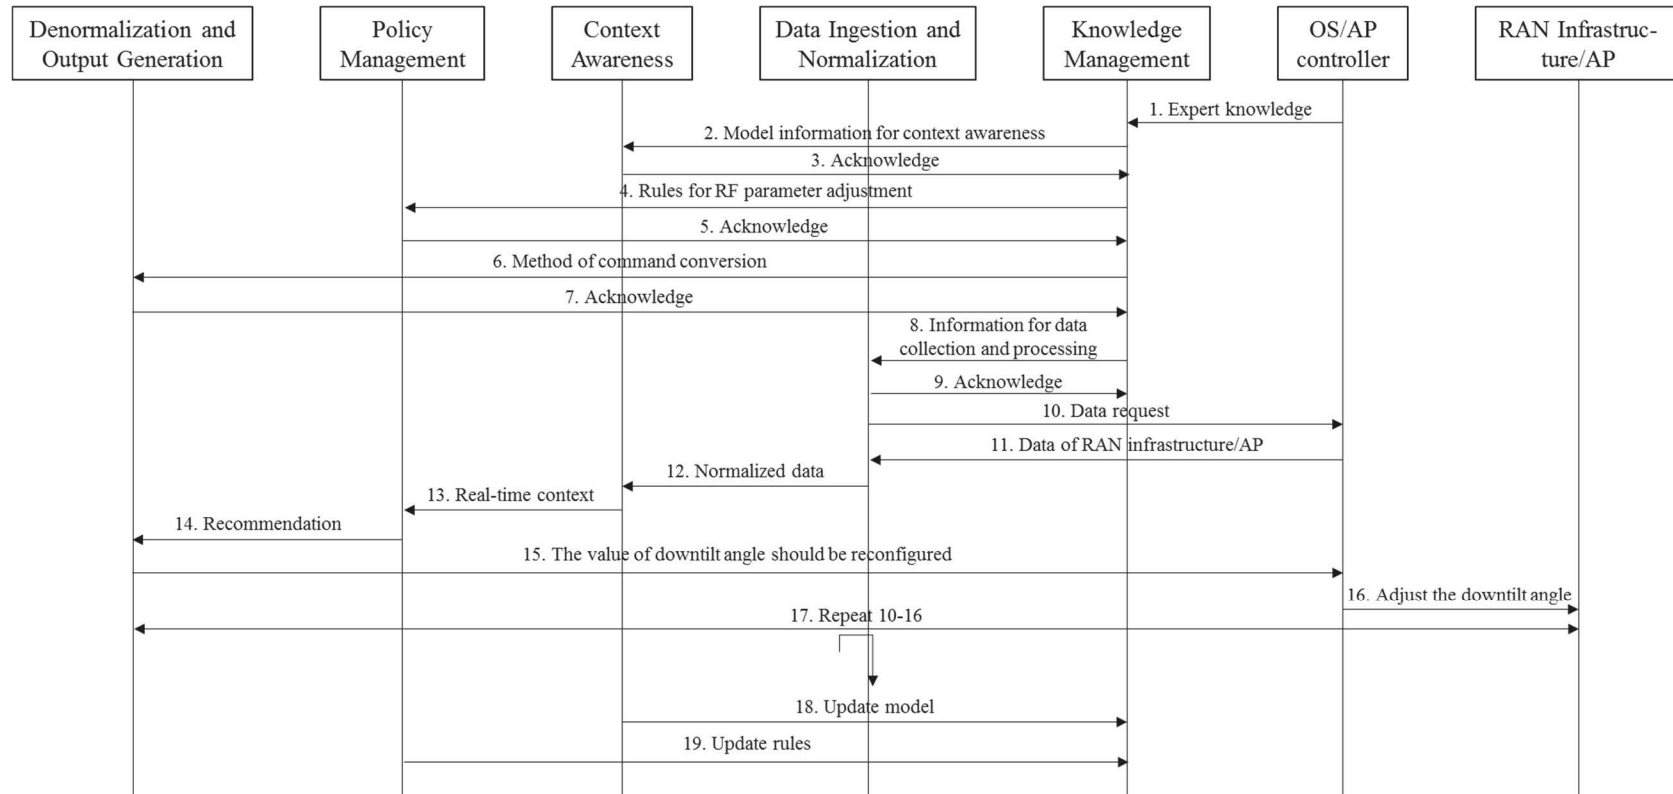 Denormalization and
Output Generation
Policy
Management
Context
Awareness
Data Ingestion and
Normalization
Knowledge
Management
OS/AP
controller
RAN Infrastruc-
ture/AP
1. Expert knowledge
2. Model information for context awareness
3. Acknowledge
4. Rules for RF parameter adjustment
5. Acknowledge
6. Method of command conversion
7. Acknowledge
8. Information for data
collection and processing
9. Acknowledge
10. Data request
11. Data of RAN infrastructure/AP
12. Normalized data
13. Real-time context
14. Recommendation
15. The value of downtilt angle should be reconfigured
16. Adjust the downtilt angle
17. Repeat 10-16
18. Update model
19. Update rules